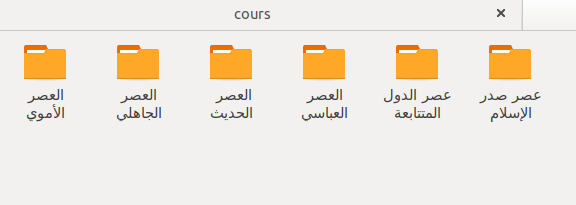 cours
العصر
الأموي
العصر
الجاهلي
العصر
الحديث
العصر
العباسي
عصر الدول
المتتابعة
عصر صدر
الإسلام